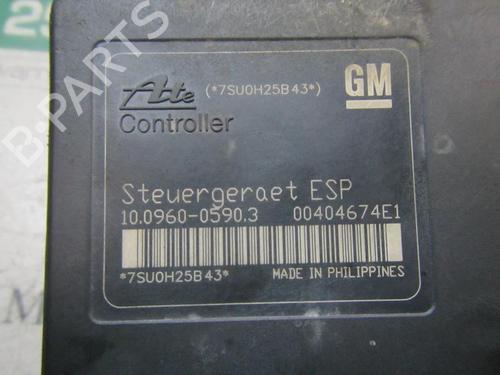 Ate (*7SU0H25B43*) GM
Controller
Steuergeraet ESP
10.0960-0590.3 00404674E1
*7SU0H25B43* MADE IN PHILIPPINES
B-PARTS